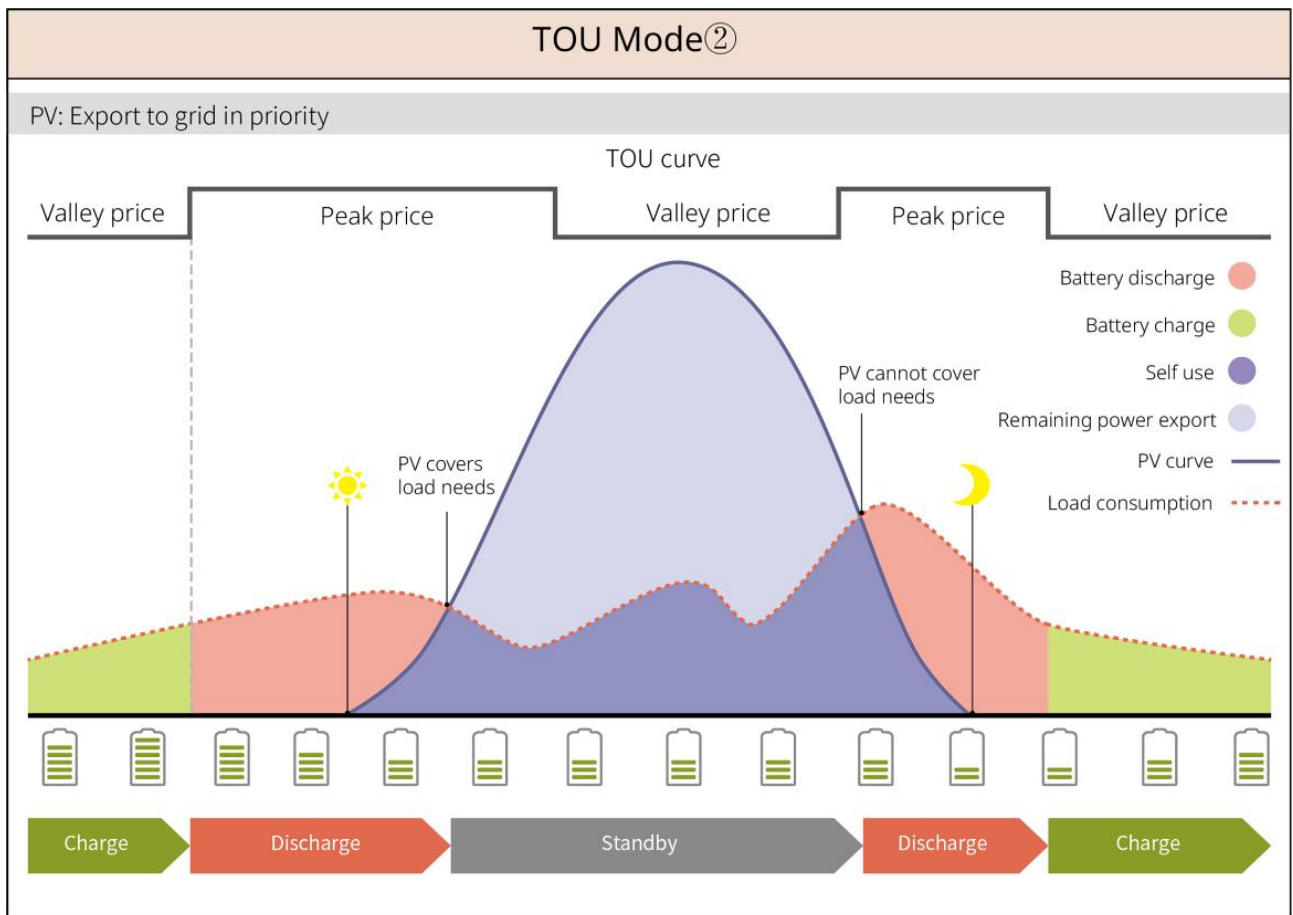 TOU Mode②
PV: Export to grid in priority
TOU curve
Valley price
Peak price
Valley price
Peak price
Valley price
Battery discharge
Battery charge
Self use
Remaining power export
PV curve
Load consumption
PV cannot cover
load needs
PV covers
load needs
Charge
Discharge
Standby
Discharge
Charge